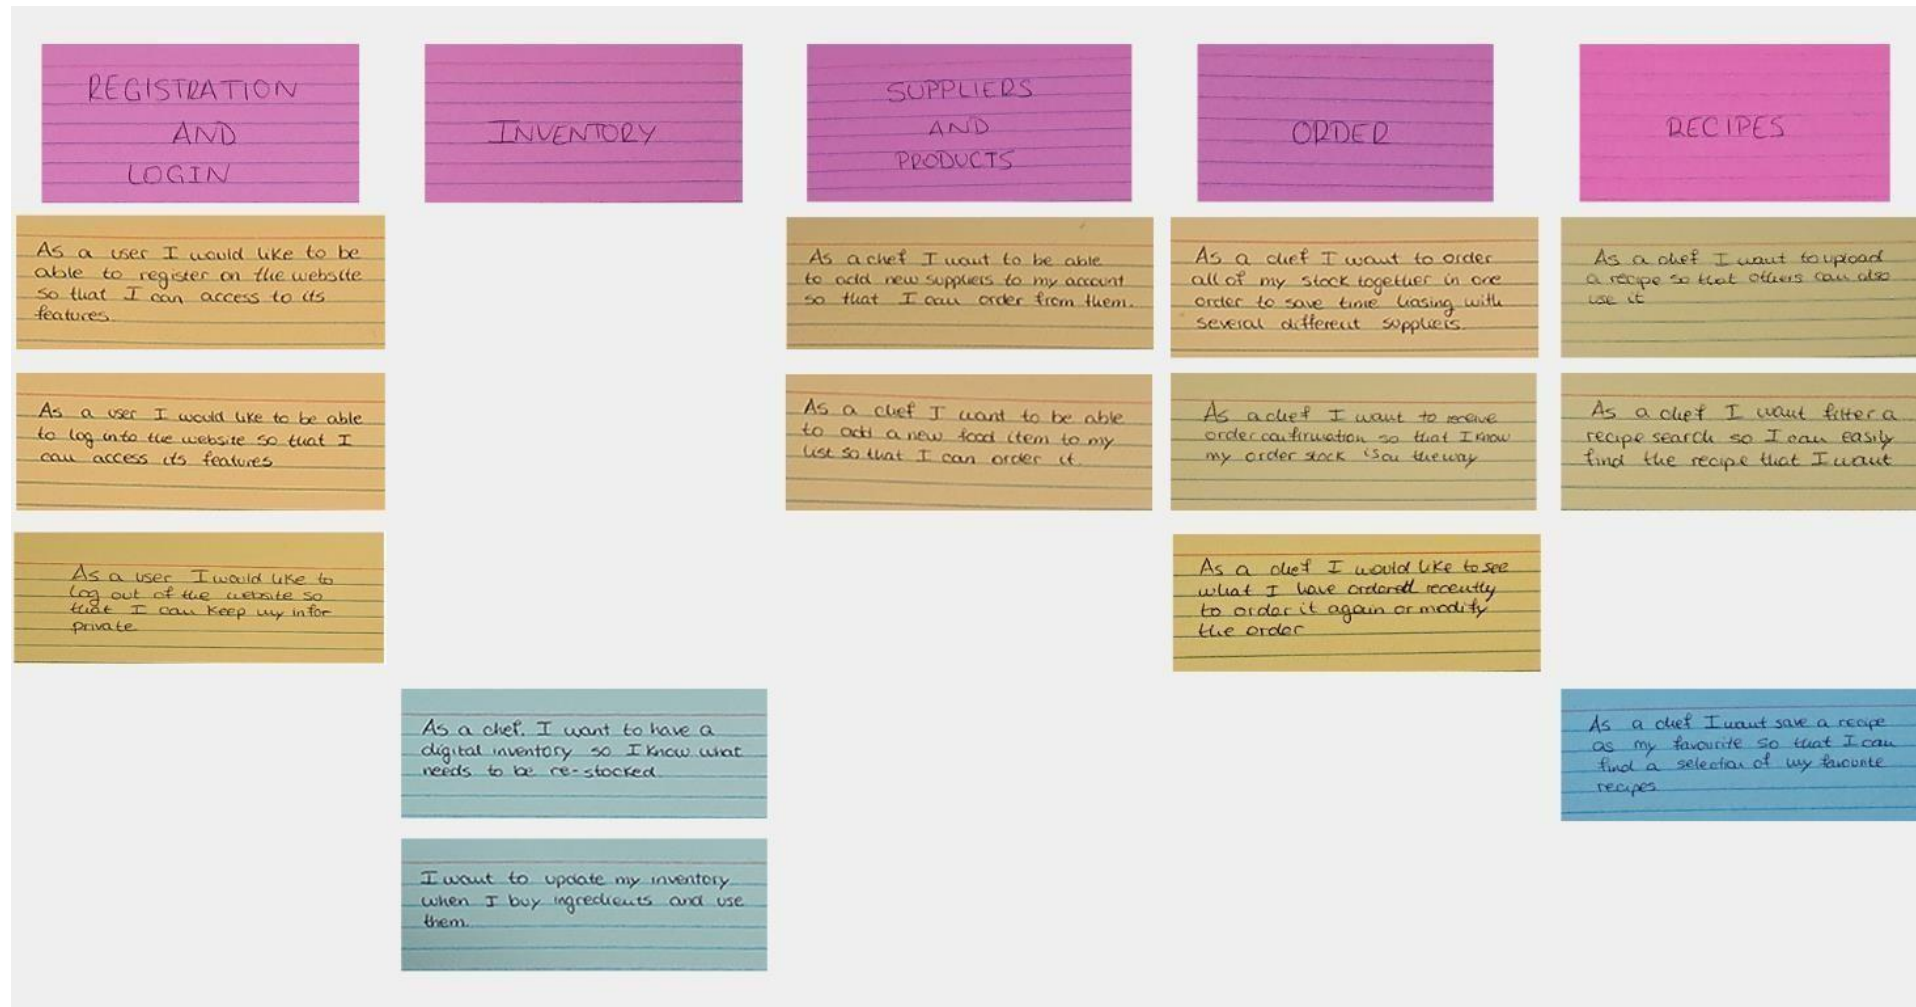 REGISTRATION
AND
LOGIN
As a user I would like to be
able to register on the website
so that I can access to its
features.
As a user I would like to be able
to log into the website so that I
can access its features
As a user I would like to
log out of the website so
that I can keep my infor
private
INVENTORY
As a chef. I want to have a
digital inventory so I know what
needs to be re-stocked.
I want to update my inventory
when I buy ingredients and use
them.
SUPPLIERS
AND
PRODUCTS
As a chef I want to be able
to add new suppliers to my account
so that I can order from them.
As a chef I want to be able
to add a new food item to my
list so that I can order it.
ORDER
As a chef I want to order
all of my stock together in one
order to save time liasing with
several different suppliers.
As a chef I want to receive
order confirmation so that I know
my order stock is on the way
As a chef I would like to see
what I have ordered recently
to order it again or modify
the order
RECIPES
As a chef I want to upload
a recipe so that others can also
use it
As a chef I want filter a
recipe search so I can easily
find the recipe that I want
As a chef I want save a recipe
as my favourite so that I can
find a selection of my favourite
recipes